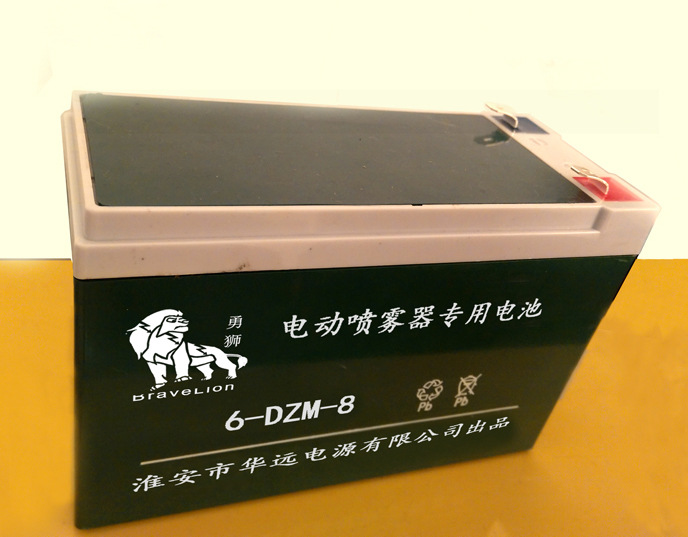 勇
狮
BraveLion
电动喷雾器专用电池
6-DZM-8
Pb
Pb
淮安市华远电源有限公司出品